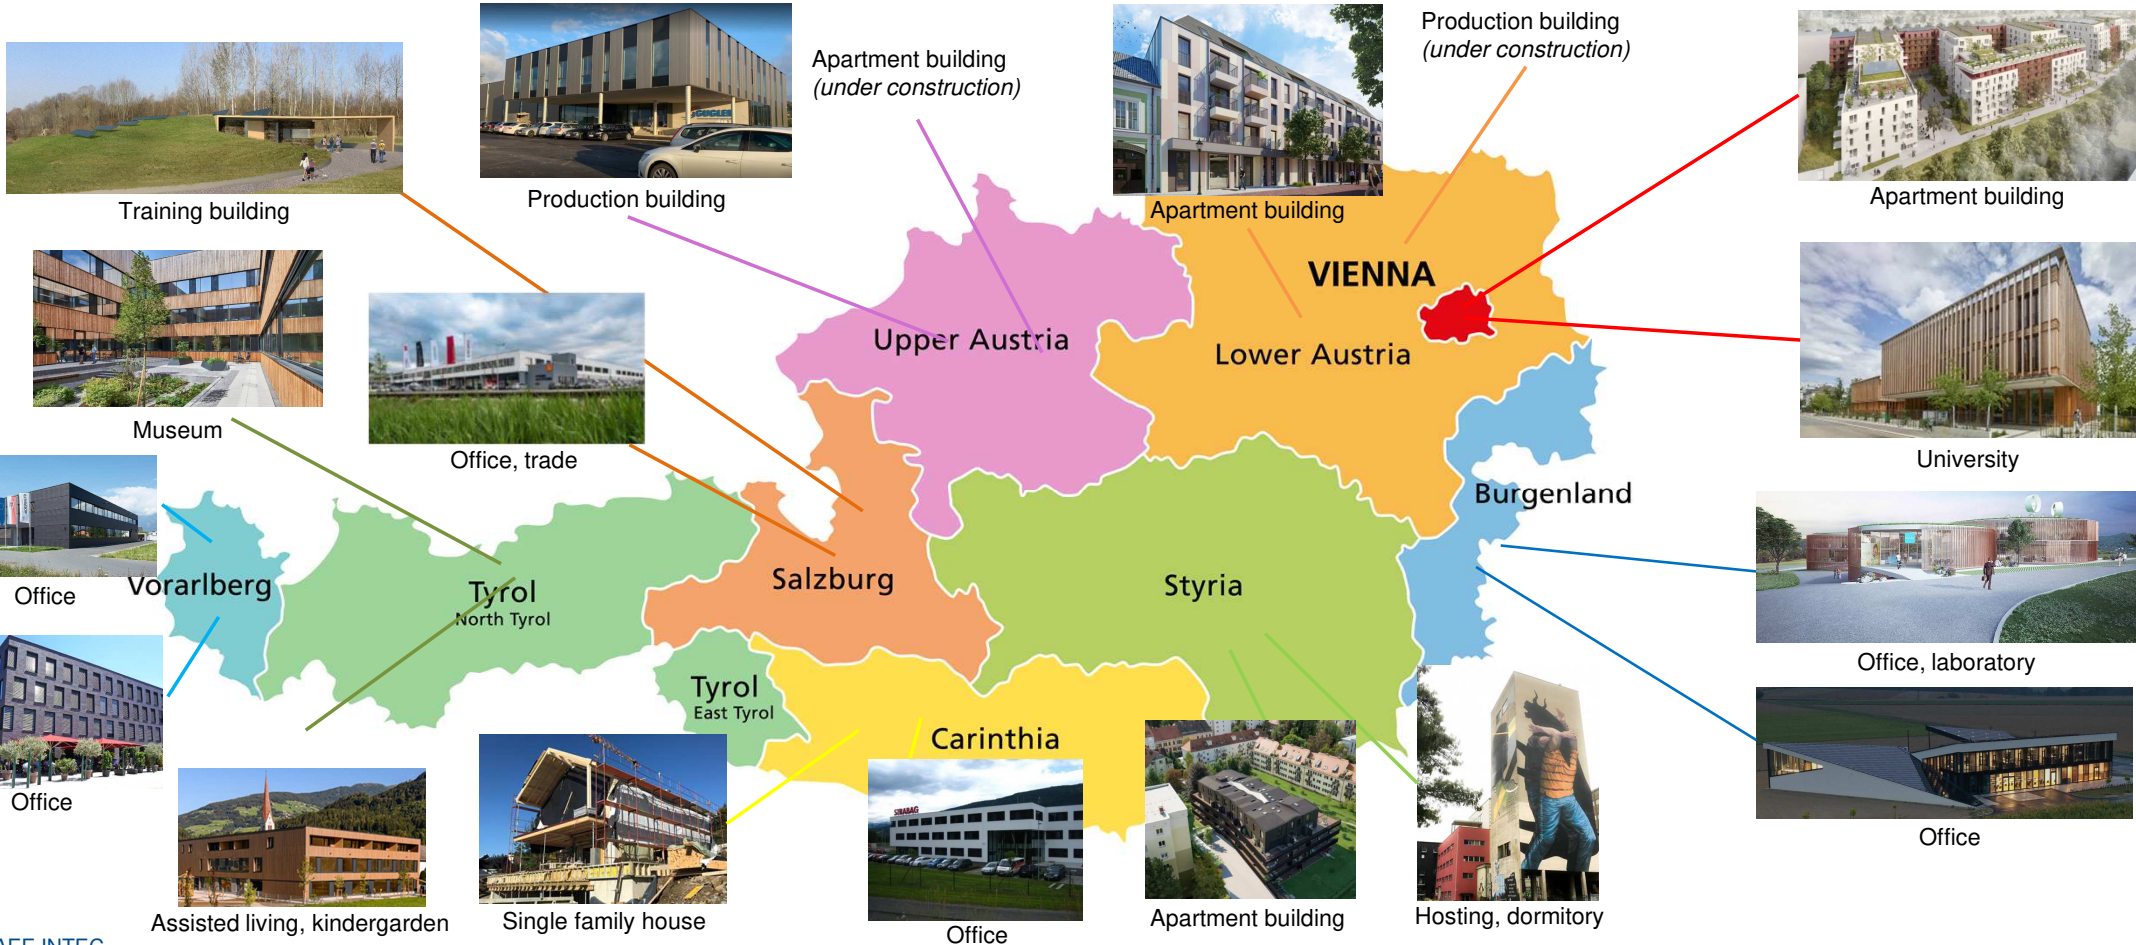 Production building
(under construction)
Apartment building
(under construction)
GUGLER
Training building
Production building
Apartment building
Apartment building
VIENNA
Upper Austria
Lower Austria
Museum
Office, trade
University
Burgenland
Office
Vorarlberg
Tyrol
North Tyrol
Salzburg
Styria
Office, laboratory
Tyrol
East Tyrol
Carinthia
Office
STRABAG
Office
Assisted living, kindergarden
Single family house
Office
Apartment building
Hosting, dormitory